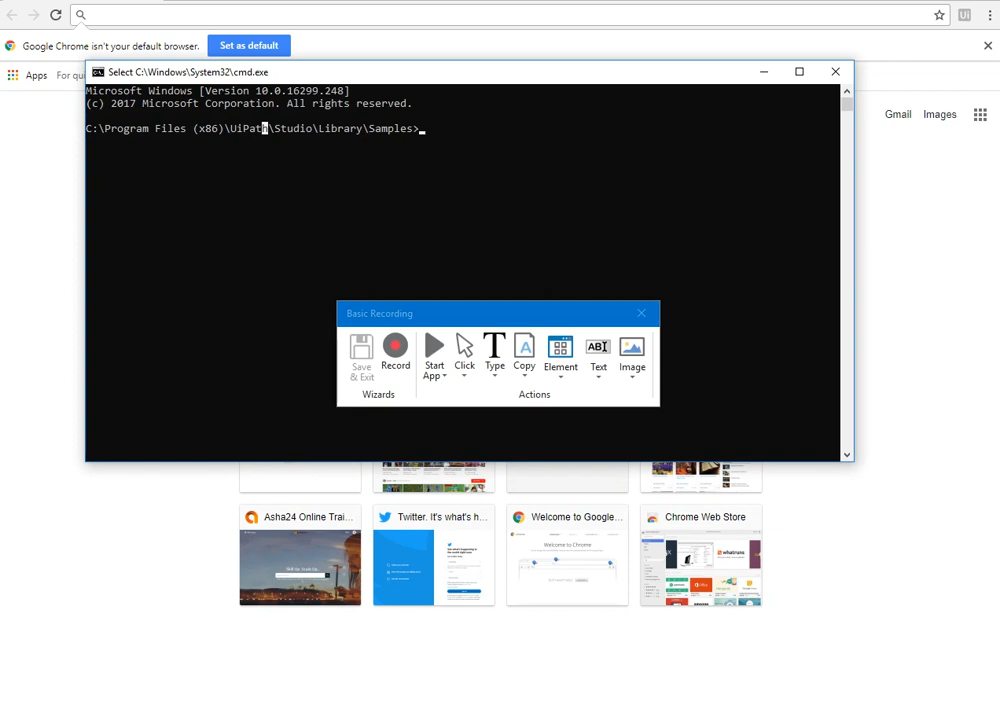 Google Chrome isn't your default browser. Set as default
Apps For qu
Select C:\Windows\System32\cmd.exe
Microsoft Windows [Version 10.0.16299.248]
(c) 2017 Microsoft Corporation. All rights reserved.
C:\Program Files (x86)\UiPath\Studio\Library\Samples>
Gmail Images
Basic Recording
Save & Exit
Record
Start App
Click
Type
Copy
Element
Text
Image
Wizards
Actions
Asha24 Online Trai...
Twitter. It's what's h...
Welcome to Google...
Chrome Web Store
Welcome to Chrome